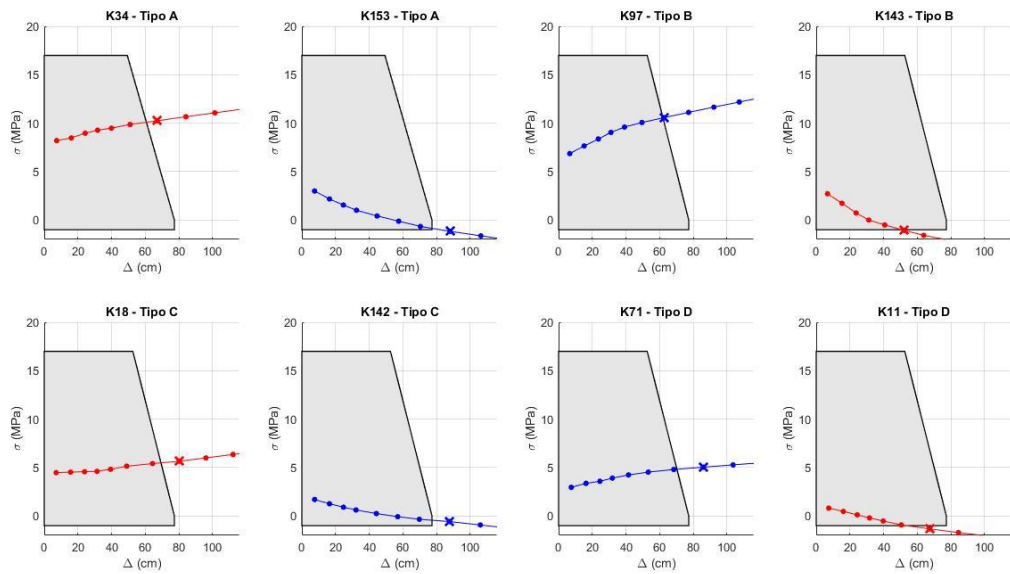 K34 - Tipo A
20
15
10
5
0
σ (MPa)
0 20 40 60 80 100
Δ (cm)
K153 - Tipo A
20
15
10
5
0
σ (MPa)
0 20 40 60 80 100
Δ (cm)
K97 - Tipo B
20
15
10
5
0
σ (MPa)
0 20 40 60 80 100
Δ (cm)
K143 - Tipo B
20
15
10
5
0
σ (MPa)
0 20 40 60 80 100
Δ (cm)
K18 - Tipo C
20
15
10
5
0
σ (MPa)
0 20 40 60 80 100
Δ (cm)
K142 - Tipo C
20
15
10
5
0
σ (MPa)
0 20 40 60 80 100
Δ (cm)
K71 - Tipo D
20
15
10
5
0
σ (MPa)
0 20 40 60 80 100
Δ (cm)
K11 - Tipo D
20
15
10
5
0
σ (MPa)
0 20 40 60 80 100
Δ (cm)